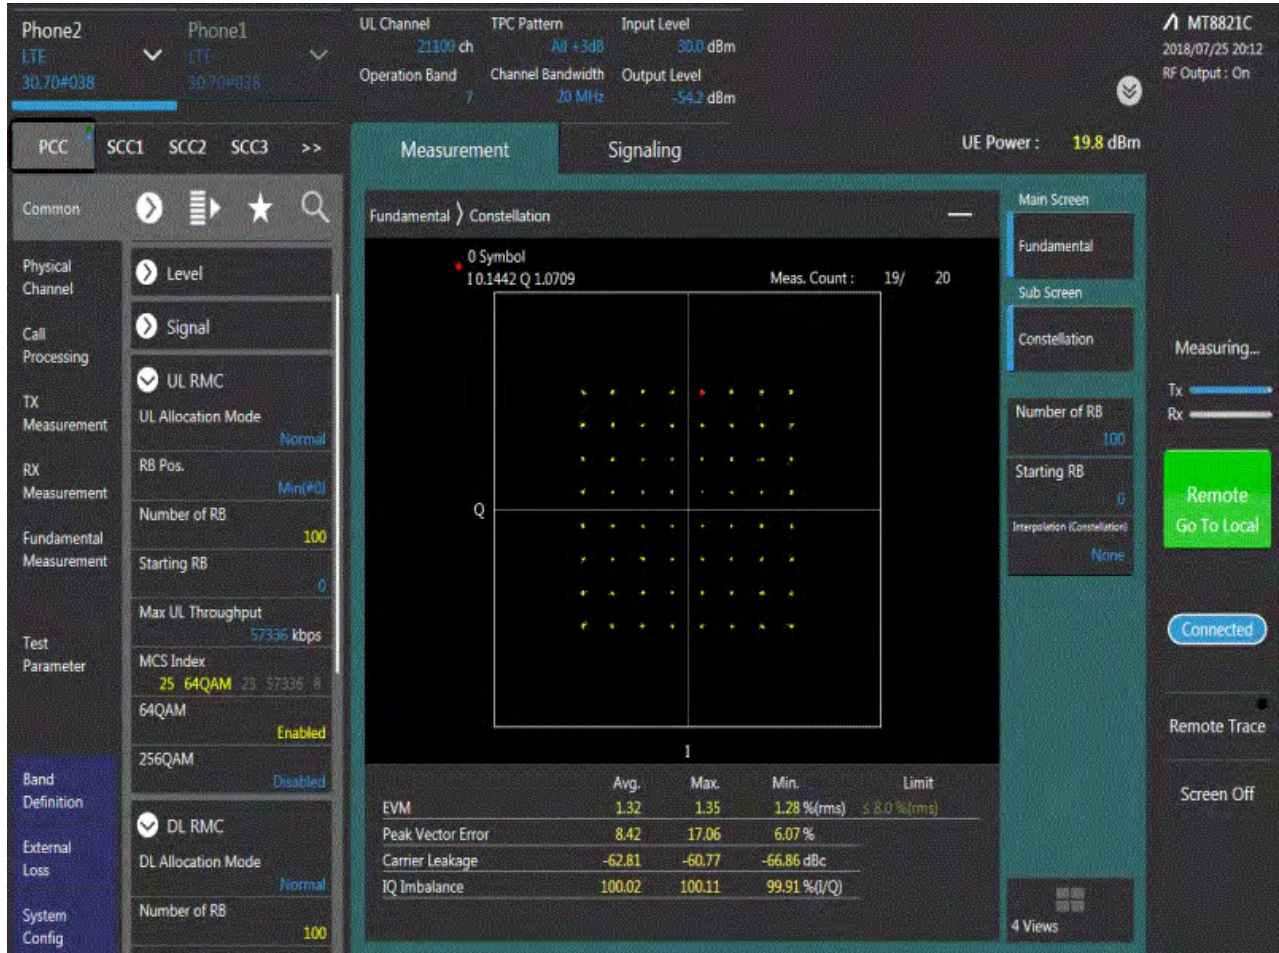 Phone2
LTE
30.70#038
Phone1
LTE
30.70#038
UL Channel
21100 ch
TPC Pattern
All +3dB
Input Level
30.0 dBm
Operation Band
7
Channel Bandwidth
20 MHz
Output Level
-54.2 dBm
MT8821C
2018/07/25 20:12
RF Output : On
PCC SCC1 SCC2 SCC3 >>
Measurement
Signaling
UE Power : 19.8 dBm
Common
Physical
Channel
Call
Processing
TX
Measurement
RX
Measurement
Fundamental
Measurement
Test
Parameter
Band
Definition
External
Loss
System
Config
Level
Signal
UL RMC
UL Allocation Mode
Normal
RB Pos.
Min(#0)
Number of RB
100
Starting RB
0
Max UL Throughput
57336 kbps
MCS Index
25 64QAM 23 57336 8
64QAM
Enabled
256QAM
Disabled
DL RMC
DL Allocation Mode
Normal
Number of RB
100
Fundamental 〉 Constellation
0 Symbol
I 0.1442 Q 1.0709
Meas. Count : 19/ 20
Q
I
Avg. Max. Min. Limit
EVM 1.32 1.35 1.28 %(rms) ≤ 8.0 %(rms)
Peak Vector Error 8.42 17.06 6.07 %
Carrier Leakage -62.81 -60.77 -66.86 dBc
IQ Imbalance 100.02 100.11 99.91 %(I/Q)
Main Screen
Fundamental
Sub Screen
Constellation
Number of RB
100
Starting RB
0
Interpolation (Constellation)
None
4 Views
Measuring...
Tx
Rx
Remote
Go To Local
Connected
Remote Trace
Screen Off